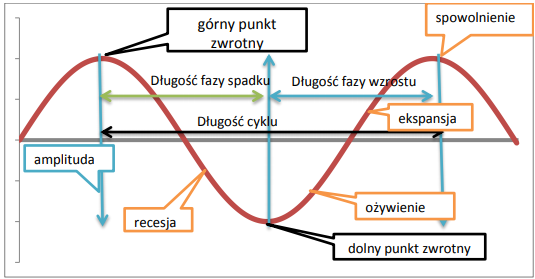 górny punkt
zwrotny
spowolnienie
Długość fazy spadku
Długość fazy wzrostu
Długość cyklu
ekspansja
amplituda
recesja
ożywienie
dolny punkt zwrotny